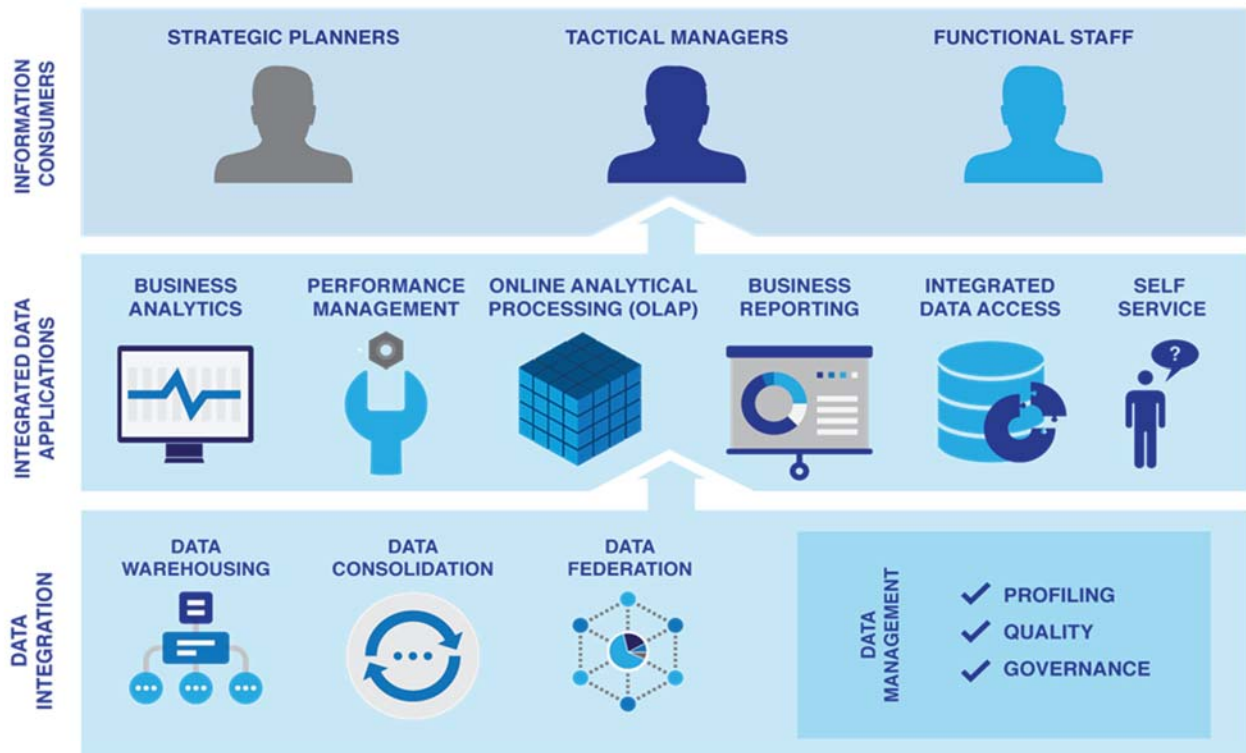 INFORMATION
CONSUMERS
STRATEGIC PLANNERS
TACTICAL MANAGERS
FUNCTIONAL STAFF
INTEGRATED DATA
APPLICATIONS
BUSINESS
ANALYTICS
PERFORMANCE
MANAGEMENT
ONLINE ANALYTICAL
PROCESSING (OLAP)
BUSINESS
REPORTING
INTEGRATED
DATA ACCESS
SELF
SERVICE
?
DATA
INTEGRATION
DATA
WAREHOUSING
DATA
CONSOLIDATION
DATA
FEDERATION
DATA
MANAGEMENT
PROFILING
QUALITY
GOVERNANCE